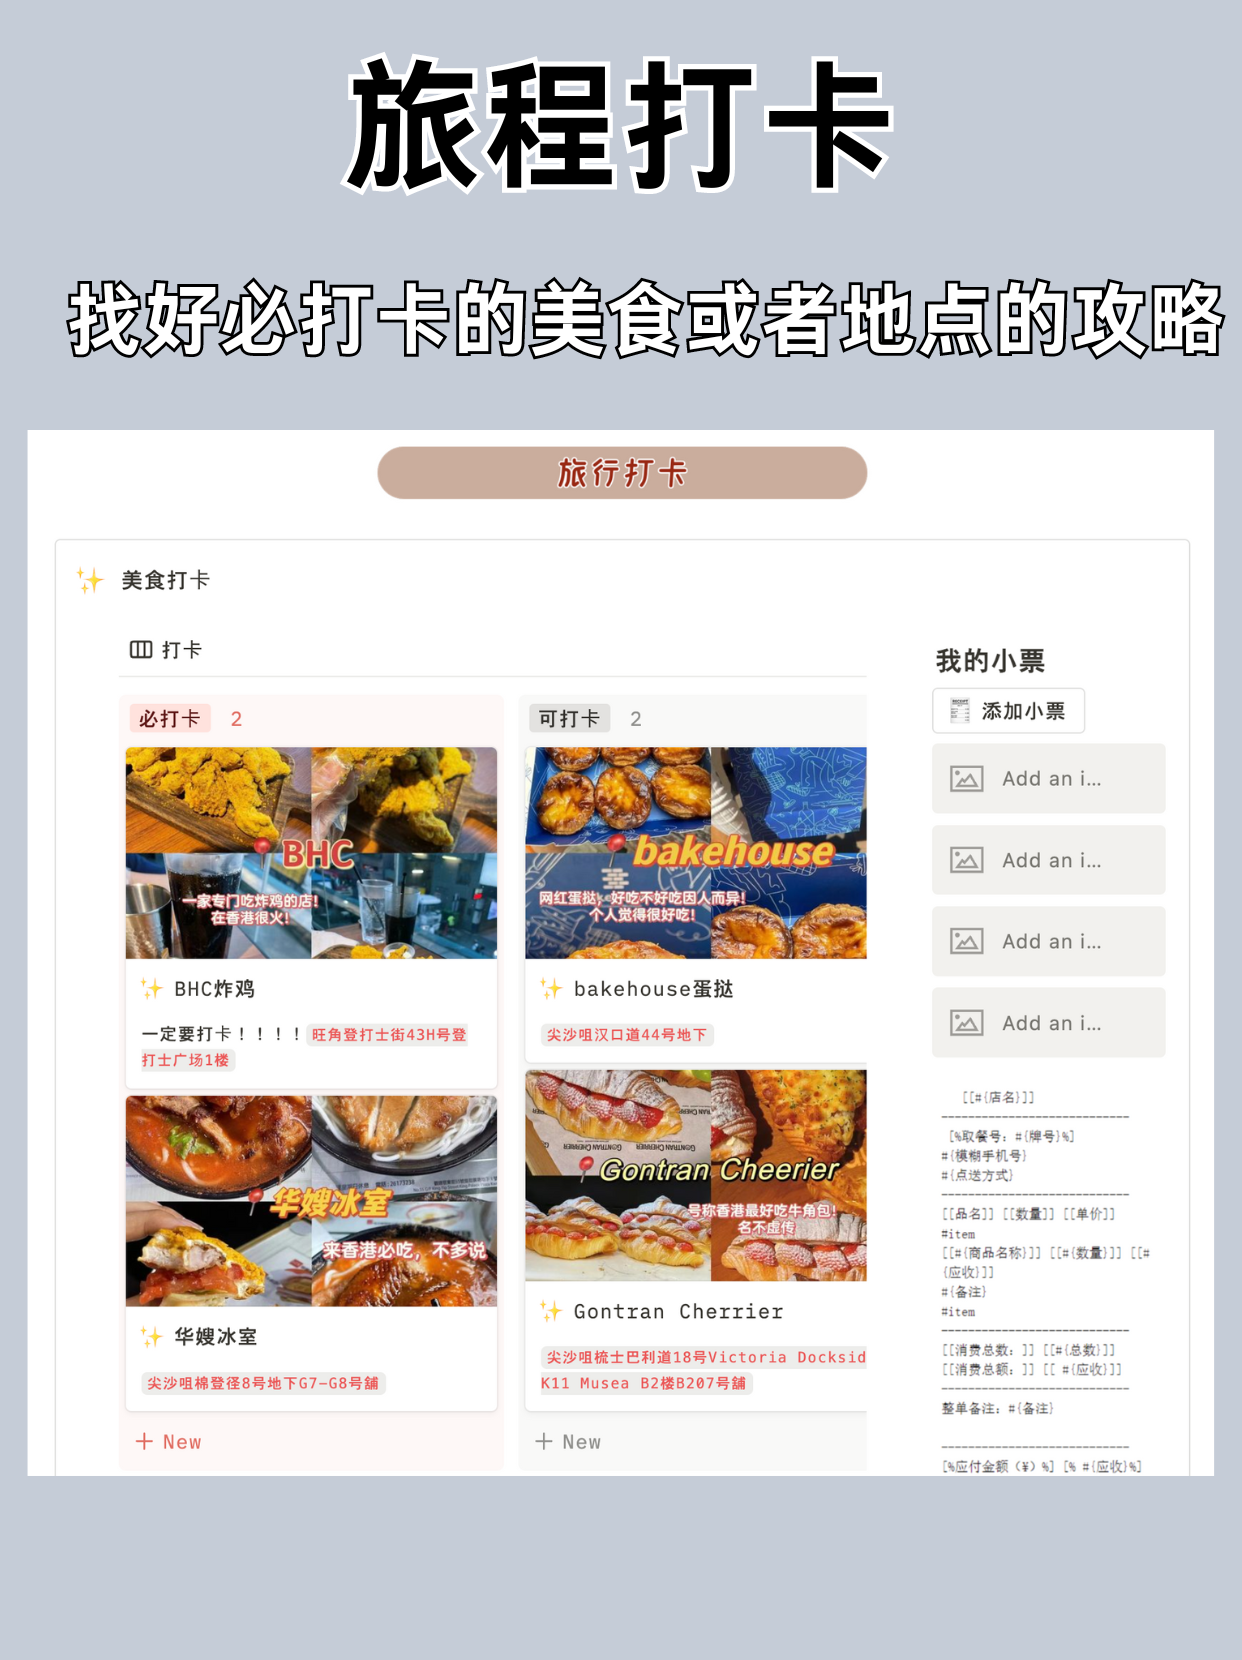 旅程打卡
找好必打卡的美食或者地点的攻略
旅行打卡
✨ 美食打卡
打卡
必打卡 2
BHC
一家专门吃炸鸡的店!
在香港很火!
✨ BHC炸鸡
一定要打卡！！！！旺角登打士街43H号登
打士广场1楼
华嫂冰室
来香港必吃，不多说
✨ 华嫂冰室
尖沙咀棉登径8号地下G7-G8号舖
+ New
可打卡 2
bakehouse
网红蛋挞，好吃不好吃因人而异!
个人觉得很好吃!
✨ bakehouse蛋挞
尖沙咀汉口道44号地下
Gontran Cheerier
号称香港最好吃牛角包!
名不虚传
✨ Gontran Cherrier
尖沙咀梳士巴利道18号Victoria Docksid
K11 Musea B2楼B207号舖
+ New
我的小票
添加小票
Add an i...
Add an i...
Add an i...
Add an i...
[[#{店名}]]
----------------------------
[%取餐号：#{牌号}%]
#{模糊手机号}
#{点送方式}
----------------------------
[[品名]] [[数量]] [[单价]]
#item
[[#{商品名称}]] [[#{数量}]] [[#
{应收}]]
#{备注}
#item
----------------------------
[[消费总数：]] [[#{总数}]]
[[消费总额：]] [[ #{应收}]]
----------------------------
整单备注：#{备注}
----------------------------
[%应付金额（¥）%] [% #{应收}%]